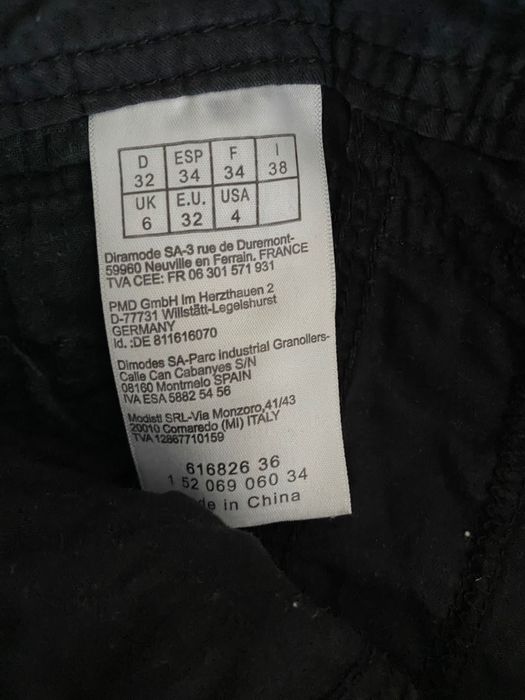 D ESP F I
32 34 34 38
UK E.U. USA
6 32 4
Diramode SA-3 rue de Duremont-
59960 Neuville en Ferrain. FRANCE
TVA CEE: FR 06 301 571 931
PMD GmbH Im Herzthauen 2
D-77731 Willstätt-Legelshurst
GERMANY
Id. :DE 811616070
Dimodes SA-Parc industrial Granollers-
Calle Can Cabanyes S/N
08160 Montmelo SPAIN
IVA ESA 5882 54 56
Modisti SRL-Via Monzoro,41/43
20010 Cornaredo (MI) ITALY
TVA 12867710159
616826 36
1 52 069 060 34
de in China